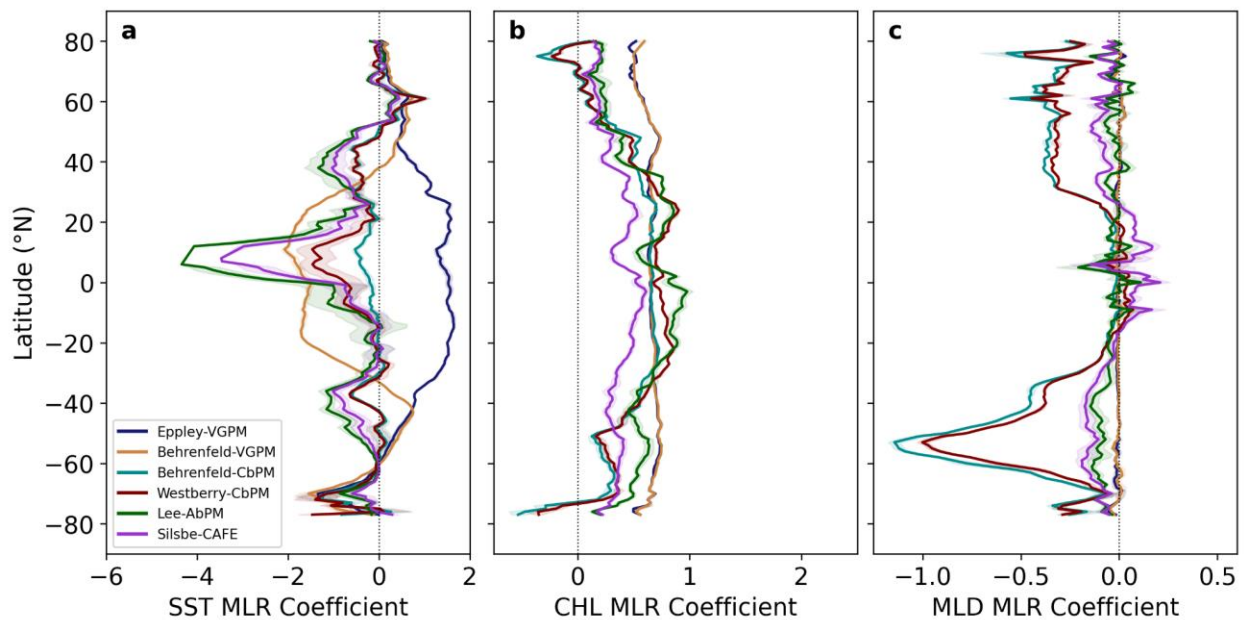 a
b
c
80
60
40
20
0
−20
−40
−60
−80
Latitude (°N)
Eppley-VGPM
Behrenfeld-VGPM
Behrenfeld-CbPM
Westberry-CbPM
Lee-AbPM
Silsbe-CAFE
−6 −4 −2 0 2
0 1 2
−1.0 −0.5 0.0 0.5
SST MLR Coefficient
CHL MLR Coefficient
MLD MLR Coefficient